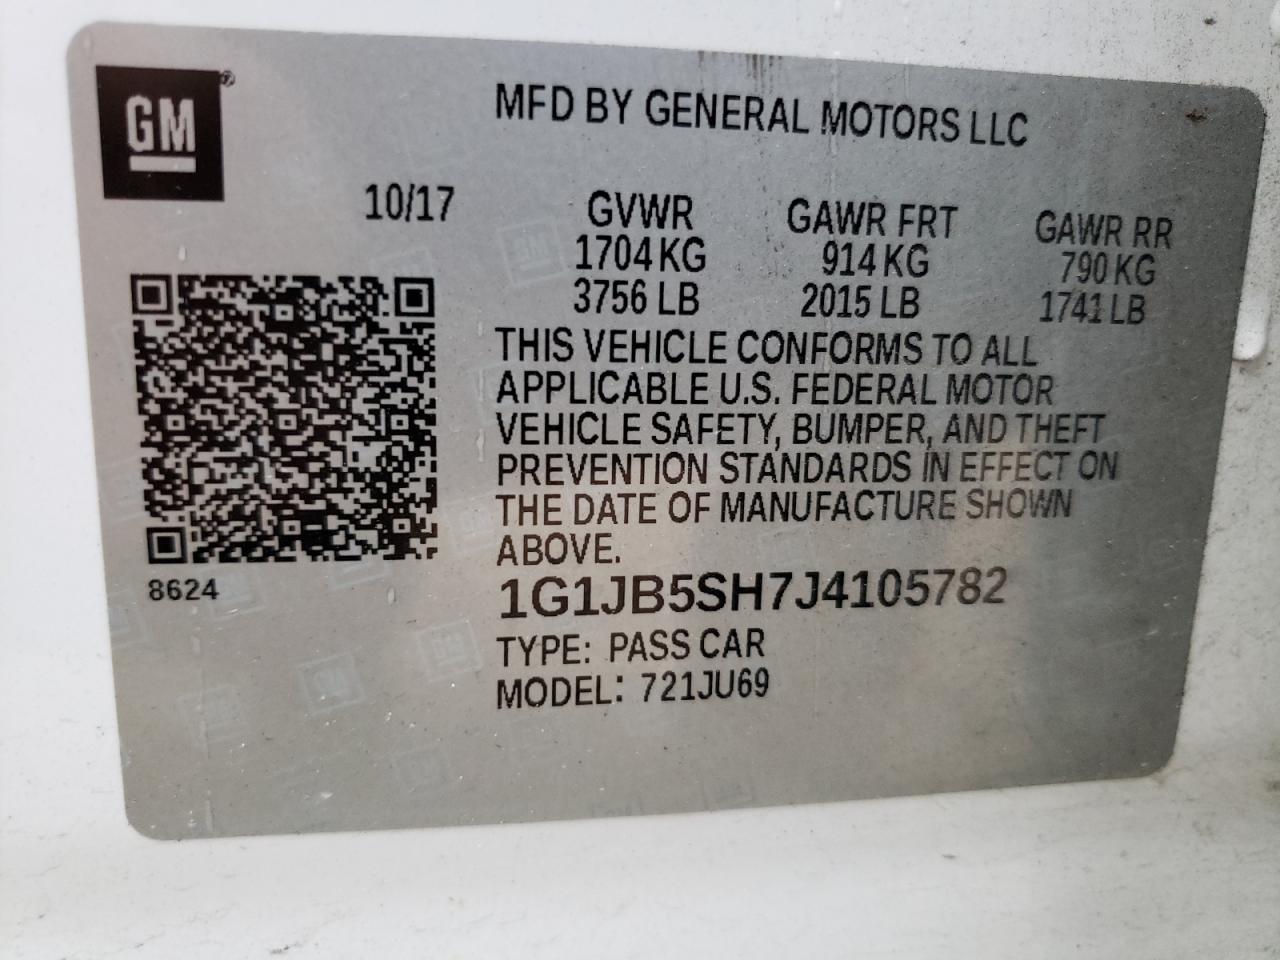 GM®
MFD BY GENERAL MOTORS LLC
10/17
GVWR GAWR FRT GAWR RR
1704 KG 914 KG 790 KG
3756 LB 2015 LB 1741 LB
THIS VEHICLE CONFORMS TO ALL
APPLICABLE U.S. FEDERAL MOTOR
VEHICLE SAFETY, BUMPER, AND THEFT
PREVENTION STANDARDS IN EFFECT ON
THE DATE OF MANUFACTURE SHOWN
ABOVE.
8624
1G1JB5SH7J4105782
TYPE: PASS CAR
MODEL: 721JU69